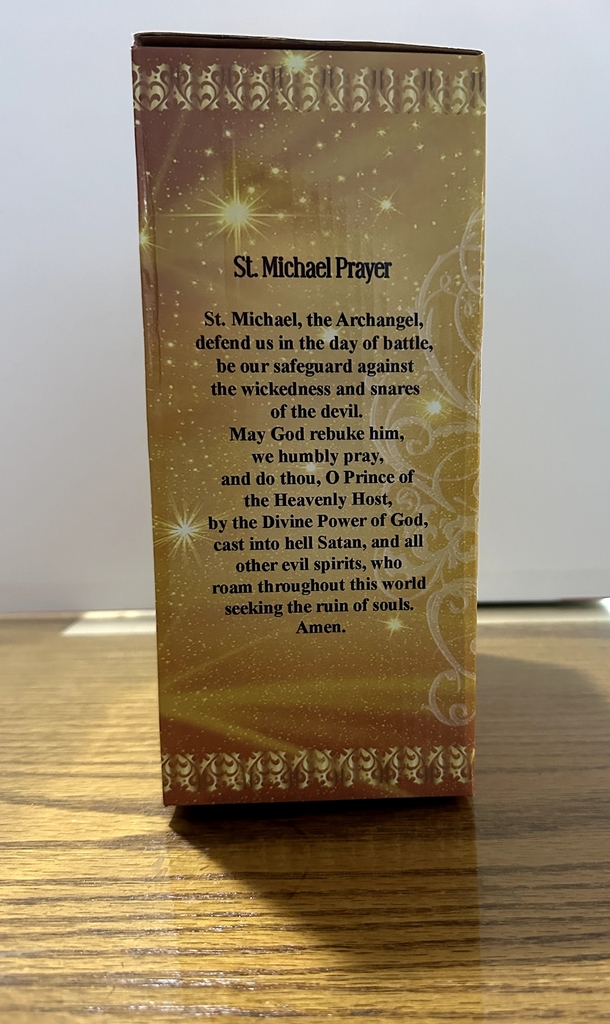 St. Michael Prayer
St. Michael, the Archangel,
defend us in the day of battle,
be our safeguard against
the wickedness and snares
of the devil.
May God rebuke him,
we humbly pray,
and do thou, O Prince of
the Heavenly Host,
by the Divine Power of God,
cast into hell Satan, and all
other evil spirits, who
roam throughout this world
seeking the ruin of souls.
Amen.